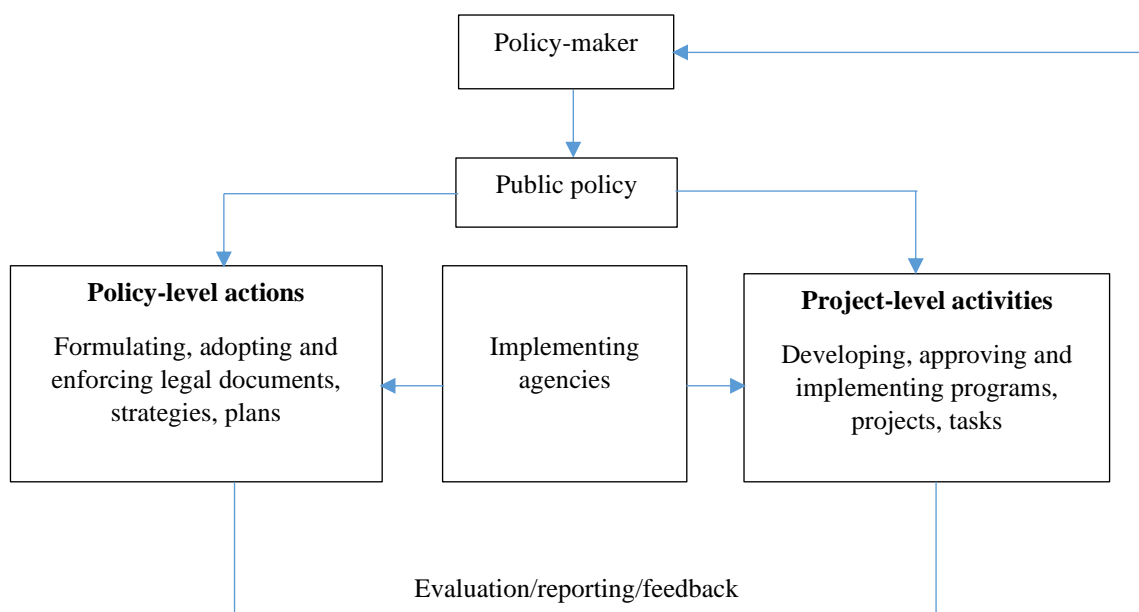 Policy-maker
Public policy
Policy-level actions
Formulating, adopting and
enforcing legal documents,
strategies, plans
Implementing
agencies
Project-level activities
Developing, approving and
implementing programs,
projects, tasks
Evaluation/reporting/feedback